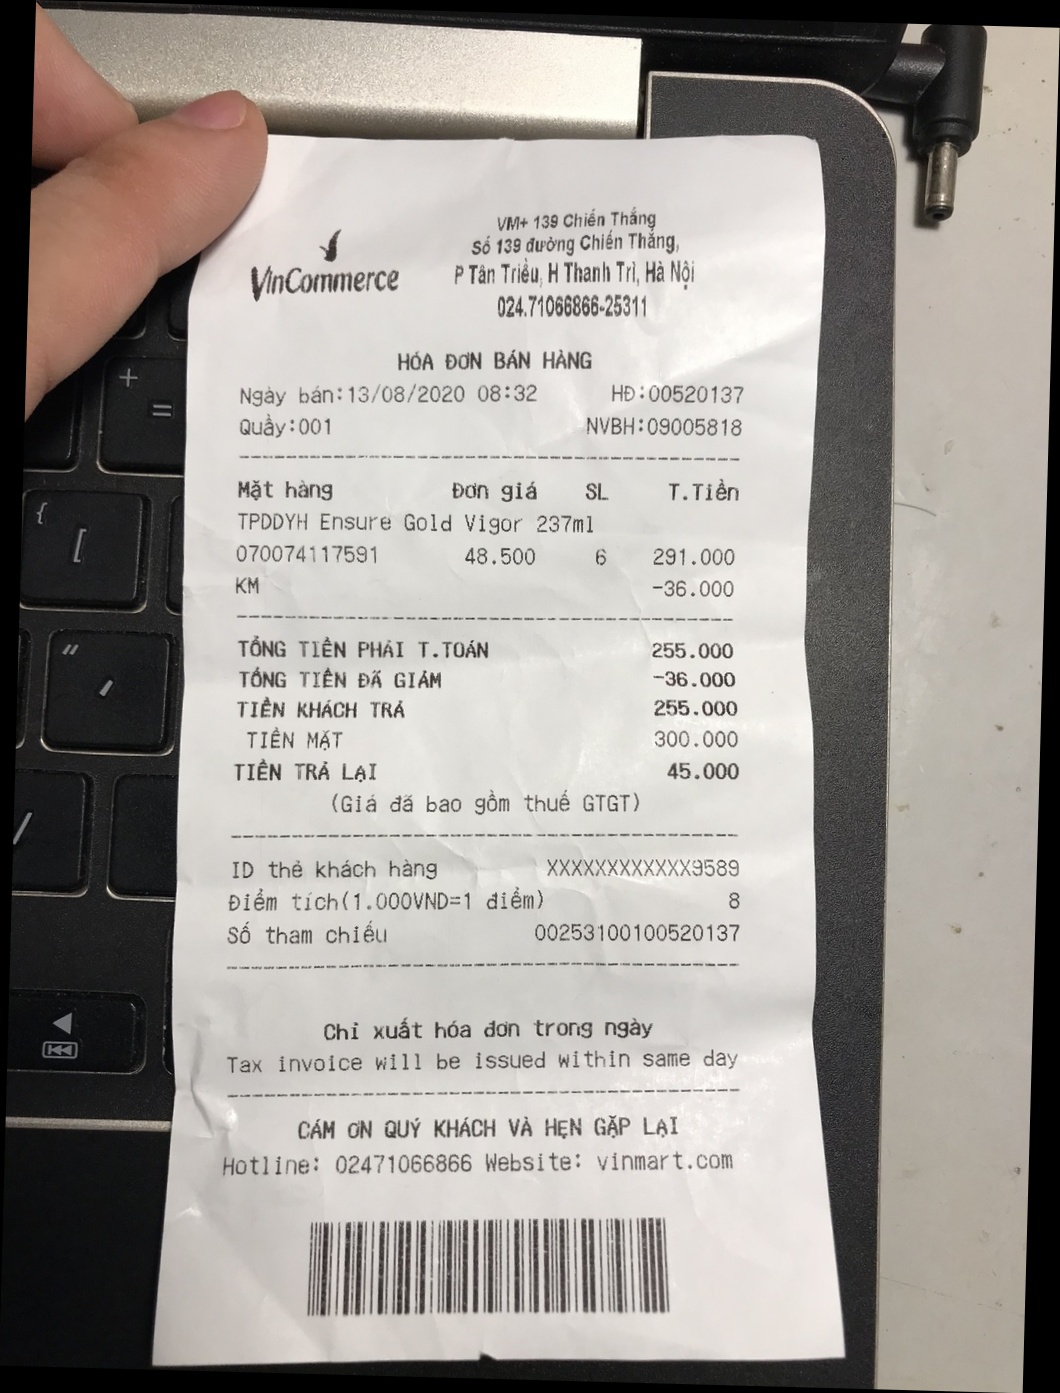 VinCommerce
VM+ 139 Chiến Thắng
Số 139 đường Chiến Thắng,
P Tân Triều, H Thanh Trì, Hà Nội
024.71066866-25311
HÓA ĐƠN BÁN HÀNG
Ngày bán:13/08/2020 08:32 HĐ:00520137
Quầy:001 NVBH:09005818
Mặt hàng Đơn giá SL T.Tiền
TPDDYH Ensure Gold Vigor 237ml
070074117591 48.500 6 291.000
KM -36.000
TỔNG TIỀN PHẢI T.TOÁN 255.000
TỔNG TIỀN ĐÃ GIẢM -36.000
TIỀN KHÁCH TRẢ 255.000
TIỀN MẶT 300.000
TIỀN TRẢ LẠI 45.000
(Giá đã bao gồm thuế GTGT)
ID thẻ khách hàng XXXXXXXXXXXX9589
Điểm tích(1.000VND=1 điểm) 8
Số tham chiếu 00253100100520137
Chỉ xuất hóa đơn trong ngày
Tax invoice will be issued within same day
CÁM ƠN QUÝ KHÁCH VÀ HẸN GẶP LẠI
Hotline: 02471066866 Website: vinmart.com
+
=
{
[
"
'
/